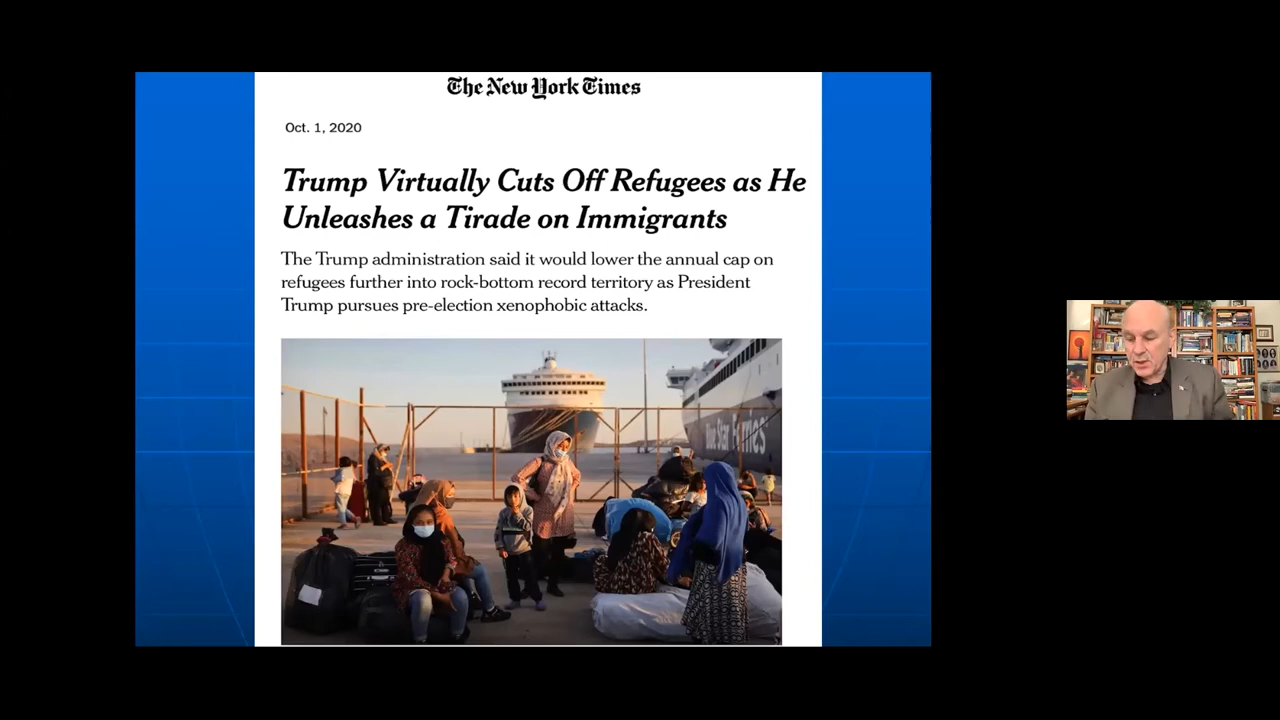 The New York Times
Oct. 1, 2020
Trump Virtually Cuts Off Refugees as He
Unleashes a Tirade on Immigrants
The Trump administration said it would lower the annual cap on
refugees further into rock-bottom record territory as President
Trump pursues pre-election xenophobic attacks.
Star Ferries